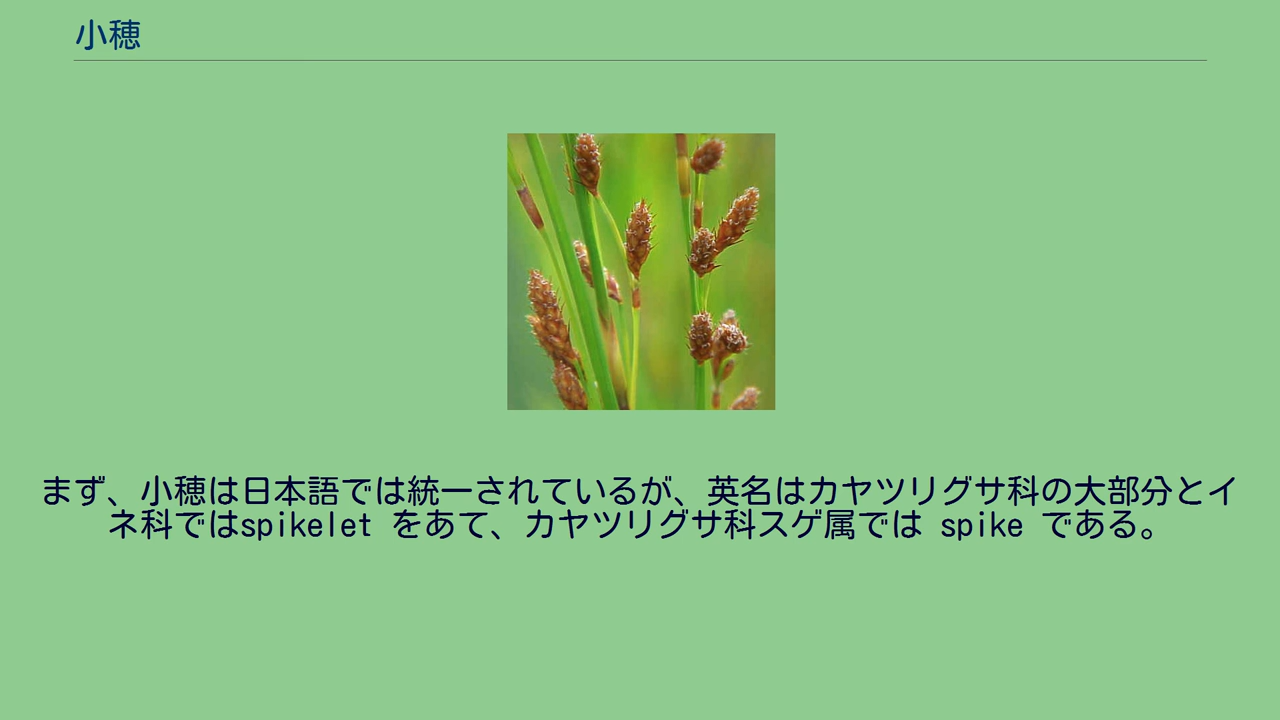 小穂
まず、小穂は日本語では統一されているが、英名はカヤツリグサ科の大部分とイ
ネ科ではspikelet をあて、カヤツリグサ科スゲ属では spike である。